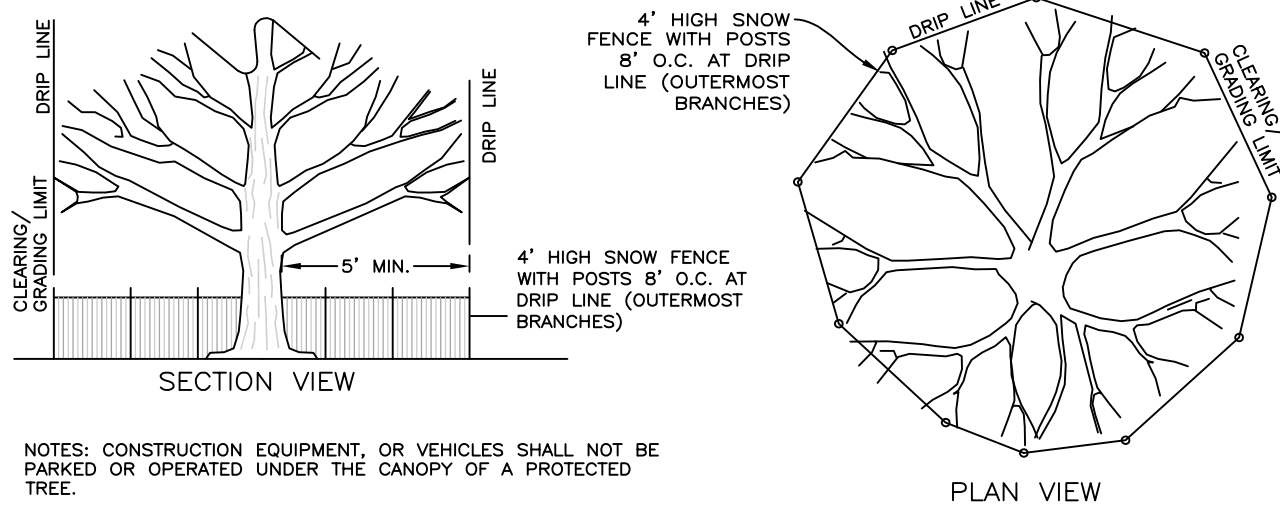 DRIP LINE
CLEARING/
GRADING LIMIT
DRIP LINE
5' MIN.
4' HIGH SNOW FENCE
WITH POSTS 8' O.C. AT
DRIP LINE (OUTERMOST
BRANCHES)
SECTION VIEW
NOTES: CONSTRUCTION EQUIPMENT, OR VEHICLES SHALL NOT BE
PARKED OR OPERATED UNDER THE CANOPY OF A PROTECTED
TREE.
4' HIGH SNOW
FENCE WITH POSTS
8' O.C. AT DRIP
LINE (OUTERMOST
BRANCHES)
DRIP LINE
CLEARING/
GRADING LIMIT
PLAN VIEW